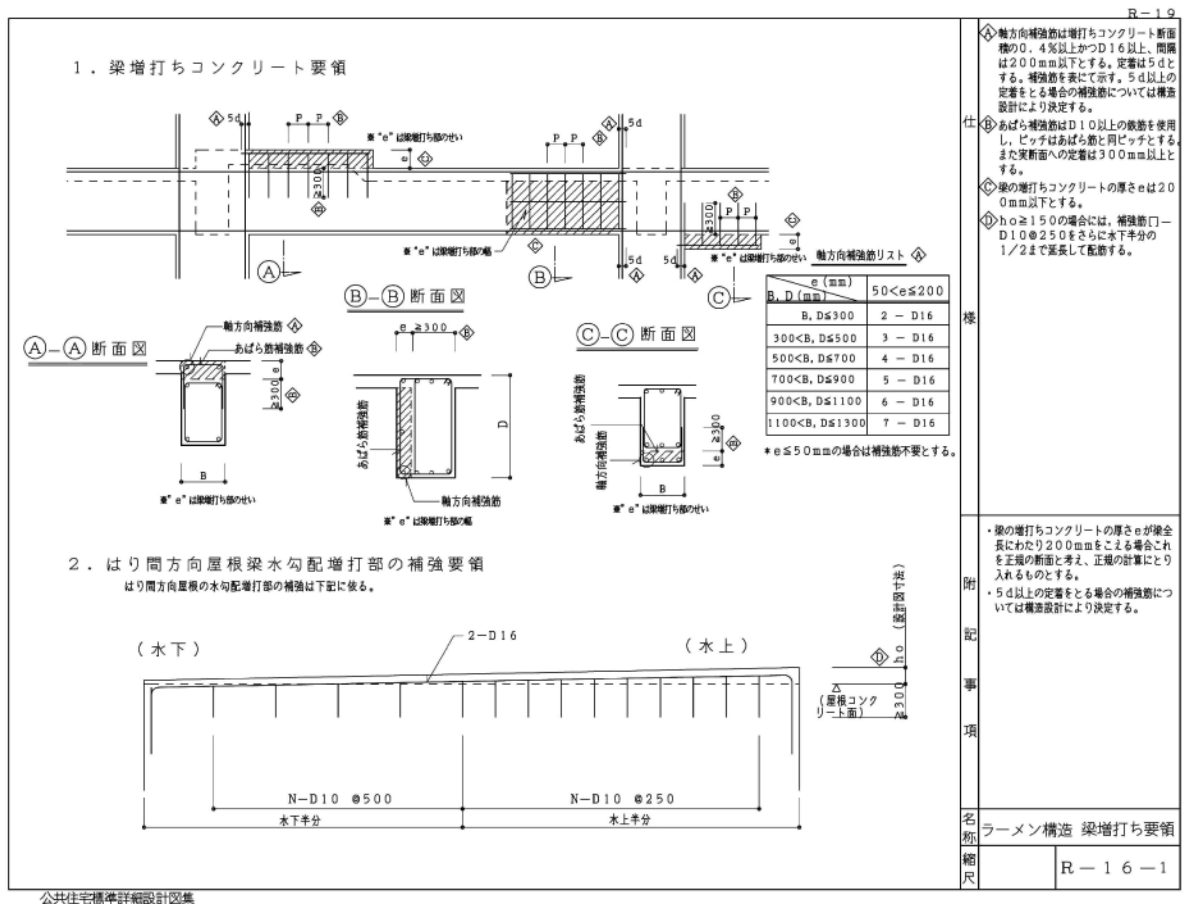 R-19
1. 梁増打ちコンクリート要領
A 5d P P B
※"e"は梁増打ち部のせい
e C
≧300
B
A 5d
P P B
※"e"は梁増打ち部の幅
C
B
P P
≧300
C
e
※"e"は梁増打ち部のせい
5d 5d
A A
A
B
C
軸方向補強筋リスト A
e(mm)
B,D(mm)
50<e≦200
B,D≦300 2 - D16
300<B,D≦500 3 - D16
500<B,D≦700 4 - D16
700<B,D≦900 5 - D16
900<B,D≦1100 6 - D16
1100<B,D≦1300 7 - D16
*e≦50mmの場合は補強筋不要とする。
A-A断面図
軸方向補強筋 A
あばら筋補強筋 B
e
≧300 B
B
※"e"は梁増打ち部のせい
B-B断面図
e ≧300 B
あばら筋補強筋
D
軸方向補強筋
※"e"は梁増打ち部の幅
C-C断面図
あばら筋補強筋
軸方向補強筋
e ≧300 B
B
※"e"は梁増打ち部のせい
2. はり間方向屋根梁水勾配増打部の補強要領
はり間方向屋根の水勾配増打部の補強は下記に依る。
(水下)
2-D16
(水上)
D ho (設計図寸法)
(屋根コンク
リート面)
≧300
N-D10 @500
N-D10 @250
水下半分
水上半分
仕様
A 軸方向補強筋は増打ちコンクリート断面
積の0.4%以上かつD16以上、間隔
は200mm以下とする。定着は5dと
する。補強筋を表にて示す。5d以上の
定着をとる場合の補強筋については構造
設計により決定する。
B あばら補強筋はD10以上の鉄筋を使用
し,ピッチはあばら筋と同ピッチとする。
また実断面への定着は300mm以上と
する。
C 梁の増打ちコンクリートの厚さeは20
0mm以下とする。
D ho≧150の場合には,補強筋冂-
D10@250をさらに水下半分の
1/2まで延長して配筋する。
附記事項
・梁の増打ちコンクリートの厚さeが梁全
長にわたり200mmをこえる場合これ
を正規の断面と考え、正規の計算にとり
入れるものとする。
・5d以上の定着をとる場合の補強筋につ
いては構造設計により決定する。
名称
ラーメン構造 梁増打ち要領
縮尺
R-16-1
公共住宅標準詳細設計図集